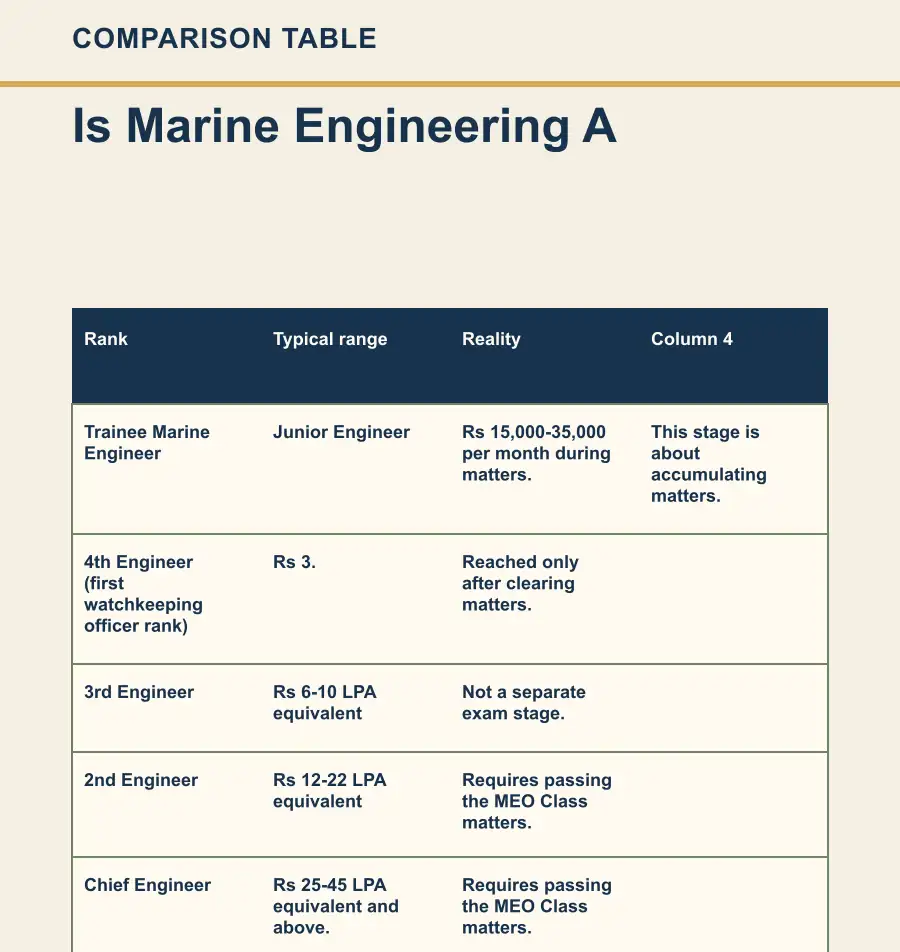 COMPARISON TABLE
Is Marine Engineering A
Rank Typical range Reality Column 4
Trainee Marine
Engineer
Junior Engineer
Rs 15,000-35,000
per month during
matters.
This stage is
about
accumulating
matters.
4th Engineer
(first
watchkeeping
officer rank)
Rs 3.
Reached only
after clearing
matters.
3rd Engineer
Rs 6-10 LPA
equivalent
Not a separate
exam stage.
2nd Engineer
Rs 12-22 LPA
equivalent
Requires passing
the MEO Class
matters.
Chief Engineer
Rs 25-45 LPA
equivalent and
above.
Requires passing
the MEO Class
matters.